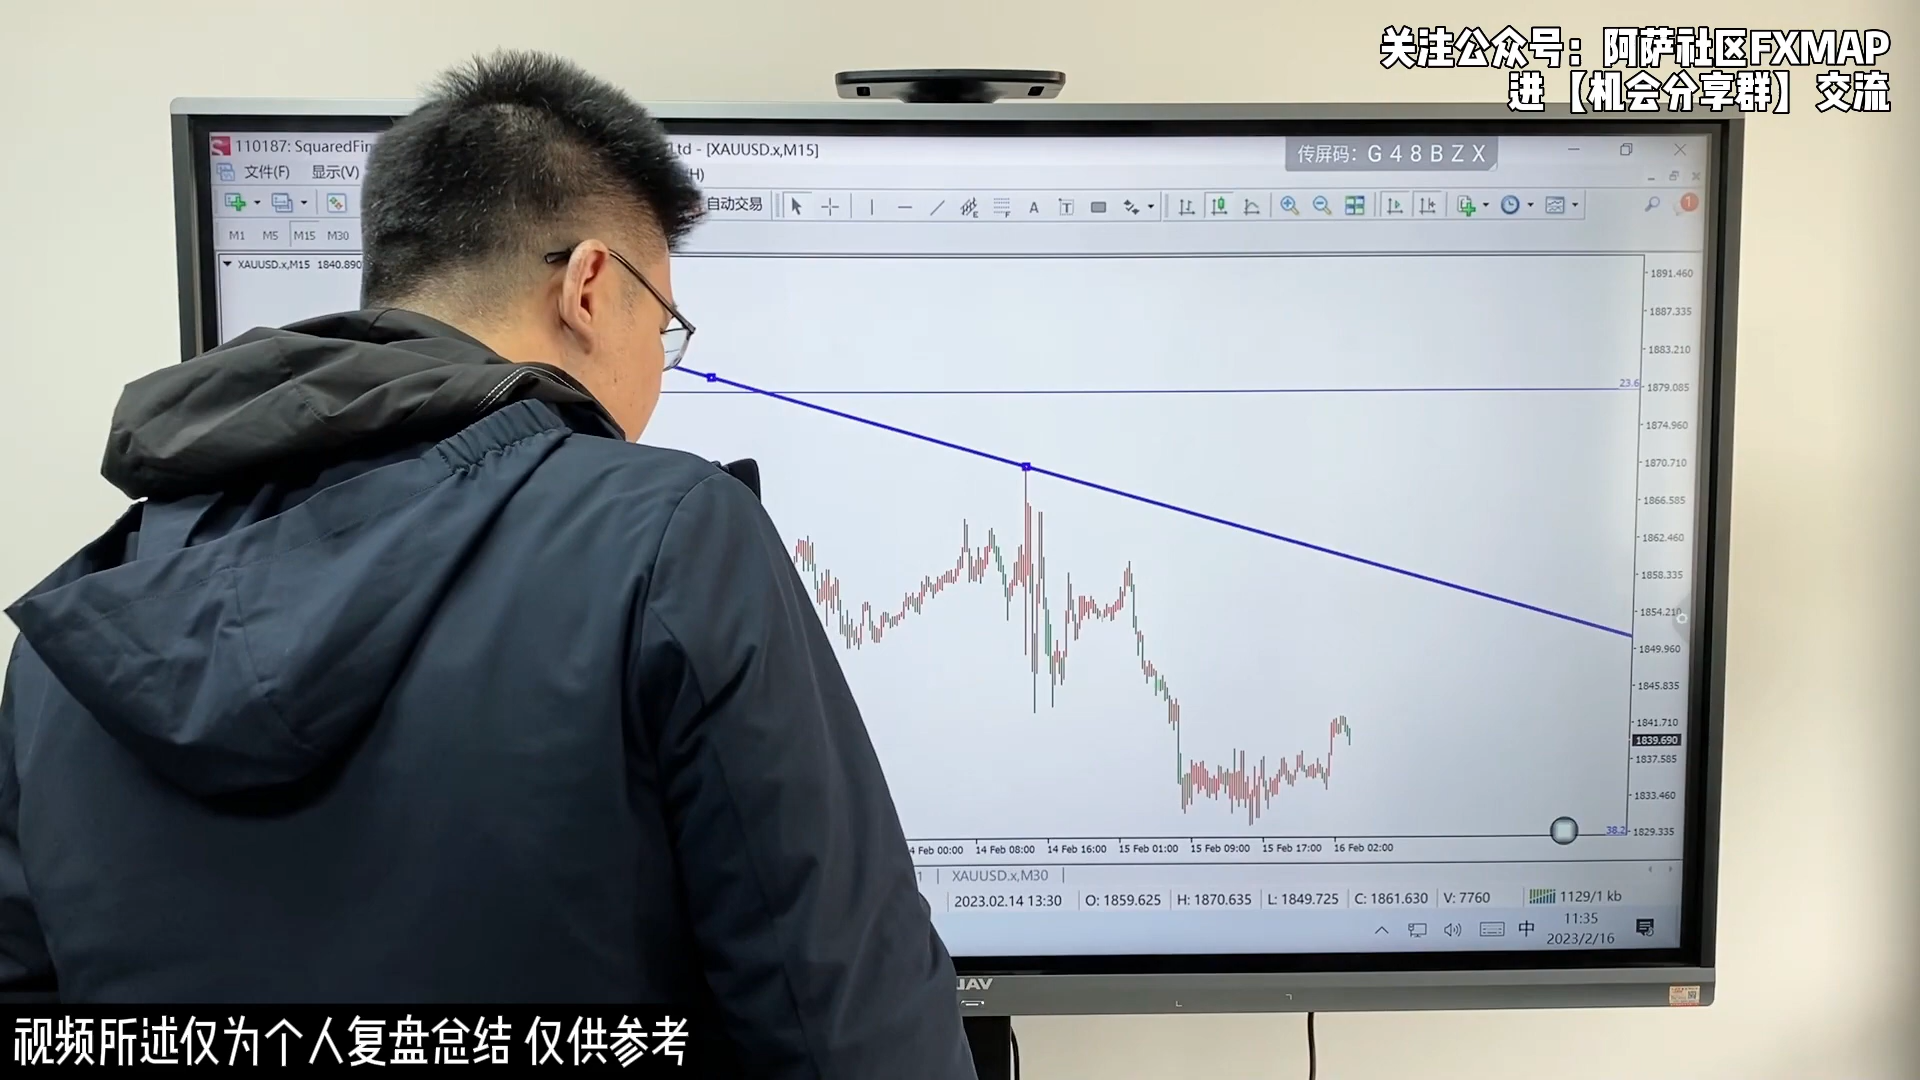 关注公众号：阿萨社区FXMAP
进【机会分享群】交流
110187: SquaredFin
Ltd - [XAUUSD.x,M15]
传屏码：G48BZX
文件(F) 显示(V)
H)
自动交易
A T
1
M1 M5 M15 M30
XAUUSD.x,M15 1840.890
1891.460
1887.335
1883.210
23.6
1879.085
1874.960
1870.710
1866.585
1862.460
1858.335
1854.210
1849.960
1845.835
1841.710
1839.690
1837.585
1833.460
38.2
1829.335
4 Feb 00:00 14 Feb 08:00 14 Feb 16:00 15 Feb 01:00 15 Feb 09:00 15 Feb 17:00 16 Feb 02:00
1 | XAUUSD.x,M30 |
2023.02.14 13:30 O: 1859.625 H: 1870.635 L: 1849.725 C: 1861.630 V: 7760 1129/1 kb
中 11:35
2023/2/16
视频所述仅为个人复盘总结 仅供参考